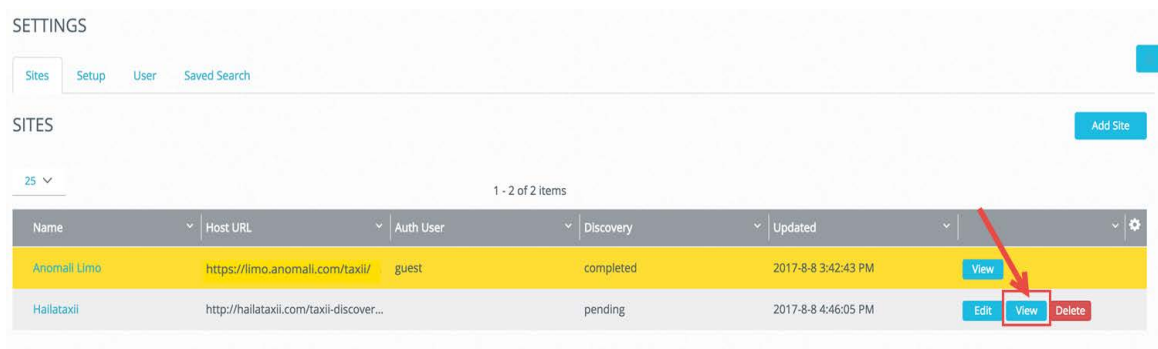 SETTINGS
Sites Setup User Saved Search
SITES
Add Site
25
1 - 2 of 2 items
Name Host URL Auth User Discovery Updated
Anomali Limo https://limo.anomali.com/taxii/ guest completed 2017-8-8 3:42:43 PM View
Hailataxii http://hailataxii.com/taxii-discover... pending 2017-8-8 4:46:05 PM Edit View Delete